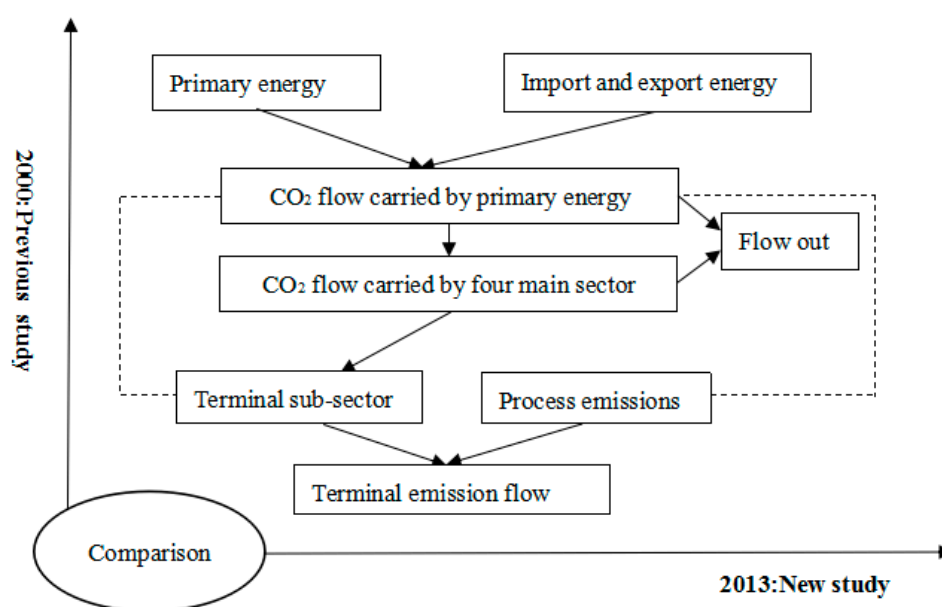 Primary energy
Import and export energy
2000:Previous study
CO₂ flow carried by primary energy
Flow out
CO₂ flow carried by four main sector
Terminal sub-sector
Process emissions
Terminal emission flow
Comparison
2013:New study